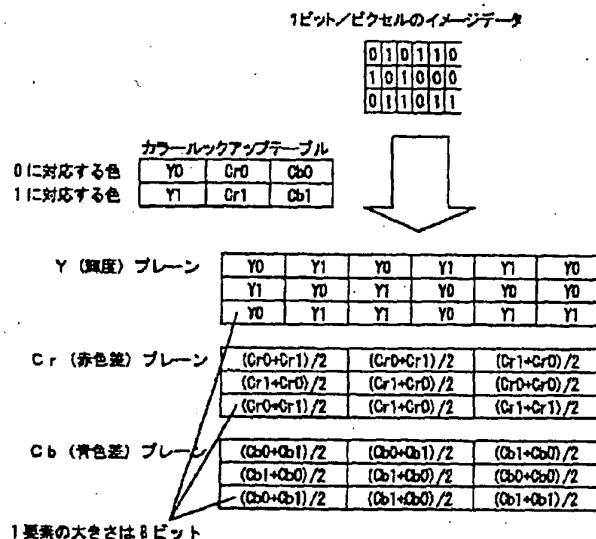 1ビット/ピクセルのイメージデータ
0 1 0 1 1 0
1 0 1 0 0 0
0 1 1 0 1 1
カラールックアップテーブル
0に対応する色 Y0 Cr0 Cb0
1に対応する色 Y1 Cr1 Cb1
Y（輝度）プレーン
Y0 Y1 Y0 Y1 Y1 Y0
Y1 Y0 Y1 Y0 Y0 Y0
Y0 Y1 Y1 Y0 Y1 Y1
Cr（赤色差）プレーン
(Cr0+Cr1)/2 (Cr0+Cr1)/2 (Cr1+Cr0)/2
(Cr1+Cr0)/2 (Cr1+Cr0)/2 (Cr0+Cr0)/2
(Cr0+Cr1)/2 (Cr1+Cr0)/2 (Cr1+Cr1)/2
Cb（青色差）プレーン
(Cb0+Cb1)/2 (Cb0+Cb1)/2 (Cb1+Cb0)/2
(Cb1+Cb0)/2 (Cb1+Cb0)/2 (Cb0+Cb0)/2
(Cb0+Cb1)/2 (Cb1+Cb0)/2 (Cb1+Cb1)/2
1要素の大きさは8ビット